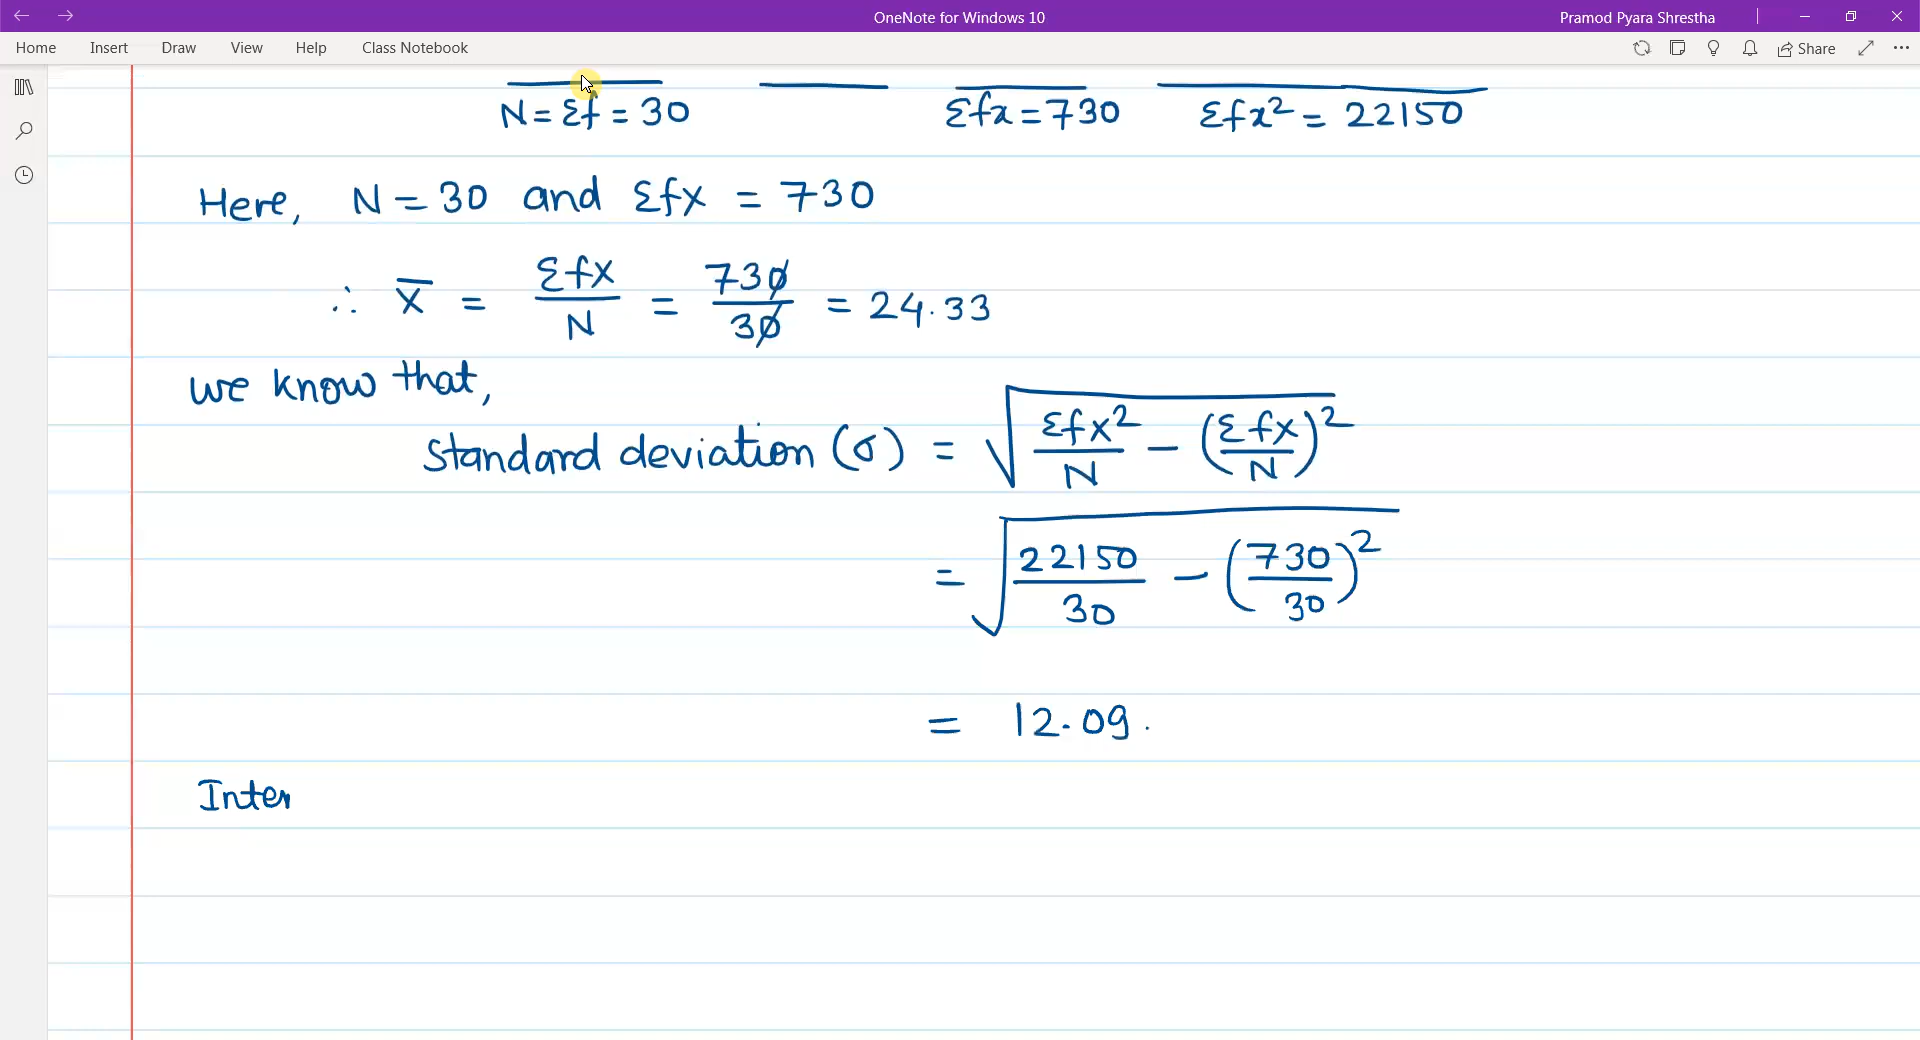 OneNote for Windows 10
Pramod Pyara Shrestha
Home Insert Draw View Help Class Notebook
Share
N = Σf = 30 Σfx = 730 Σfx² = 22150
Here, N = 30 and Σfx = 730
∴ X̄ = Σfx/N = 730/30 = 24.33
we know that,
standard deviation (σ) = √(Σfx²/N − (Σfx/N)²)
= √(22150/30 − (730/30)²)
= 12.09.
Inter